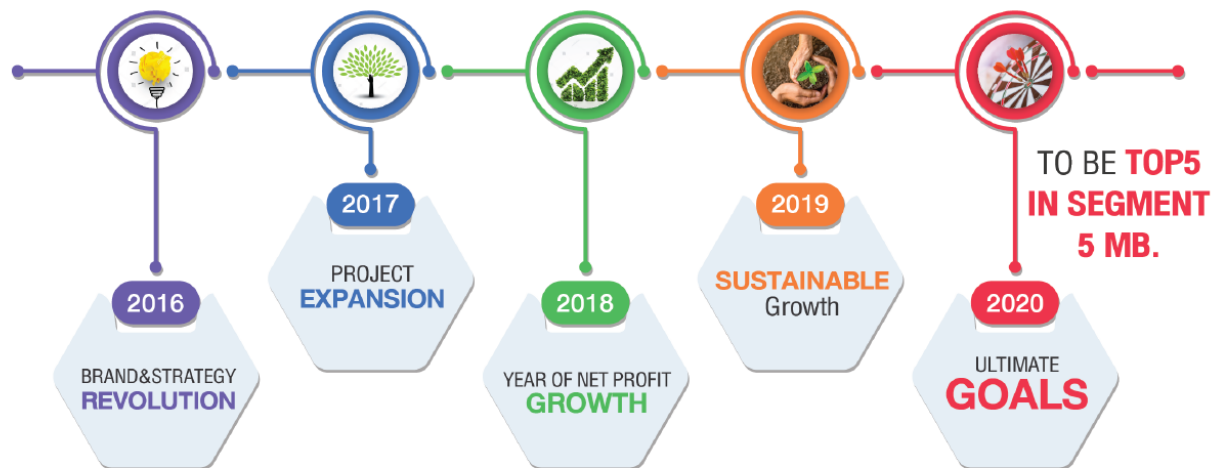 2016
BRAND&STRATEGY
REVOLUTION
2017
PROJECT
EXPANSION
2018
YEAR OF NET PROFIT
GROWTH
2019
SUSTAINABLE
Growth
2020
ULTIMATE
GOALS
TO BE TOP5
IN SEGMENT
5 MB.